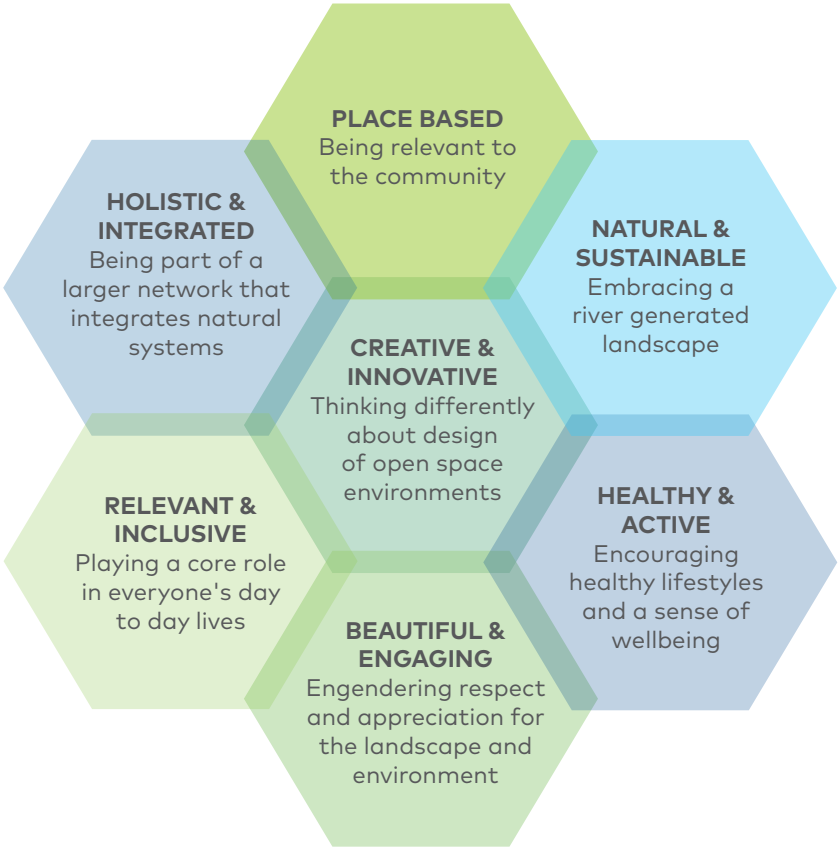 PLACE BASED
Being relevant to
the community
HOLISTIC &
INTEGRATED
Being part of a
larger network that
integrates natural
systems
NATURAL &
SUSTAINABLE
Embracing a
river generated
landscape
CREATIVE &
INNOVATIVE
Thinking differently
about design
of open space
environments
RELEVANT &
INCLUSIVE
Playing a core role
in everyone's day
to day lives
HEALTHY &
ACTIVE
Encouraging
healthy lifestyles
and a sense of
wellbeing
BEAUTIFUL &
ENGAGING
Engendering respect
and appreciation for
the landscape and
environment